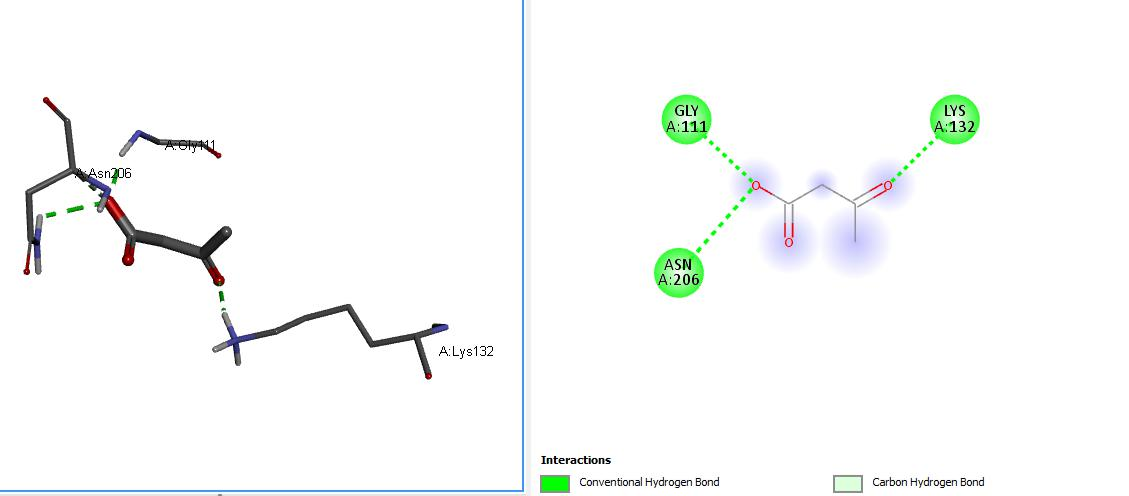 A:Gly111
A:Asn206
A:Lys132
GLY
A:111
LYS
A:132
O
O
O
ASN
A:206
Interactions
Conventional Hydrogen Bond
Carbon Hydrogen Bond